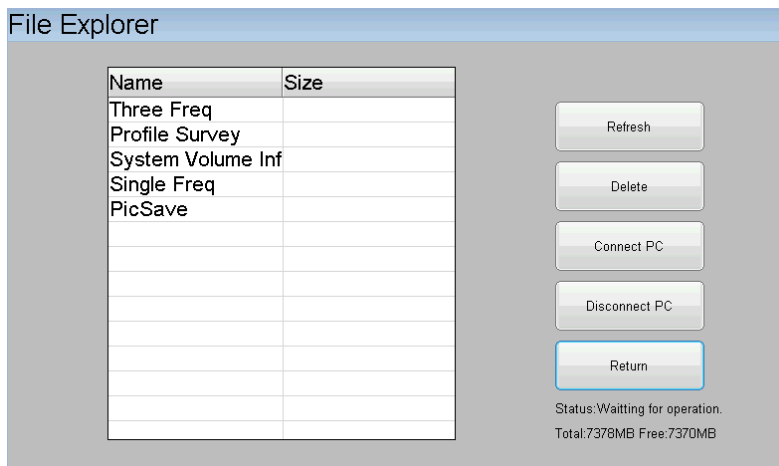 File Explorer
Name Size
Three Freq
Profile Survey
System Volume Inf
Single Freq
PicSave
Refresh
Delete
Connect PC
Disconnect PC
Return
Status:Waitting for operation.
Total:7378MB Free:7370MB